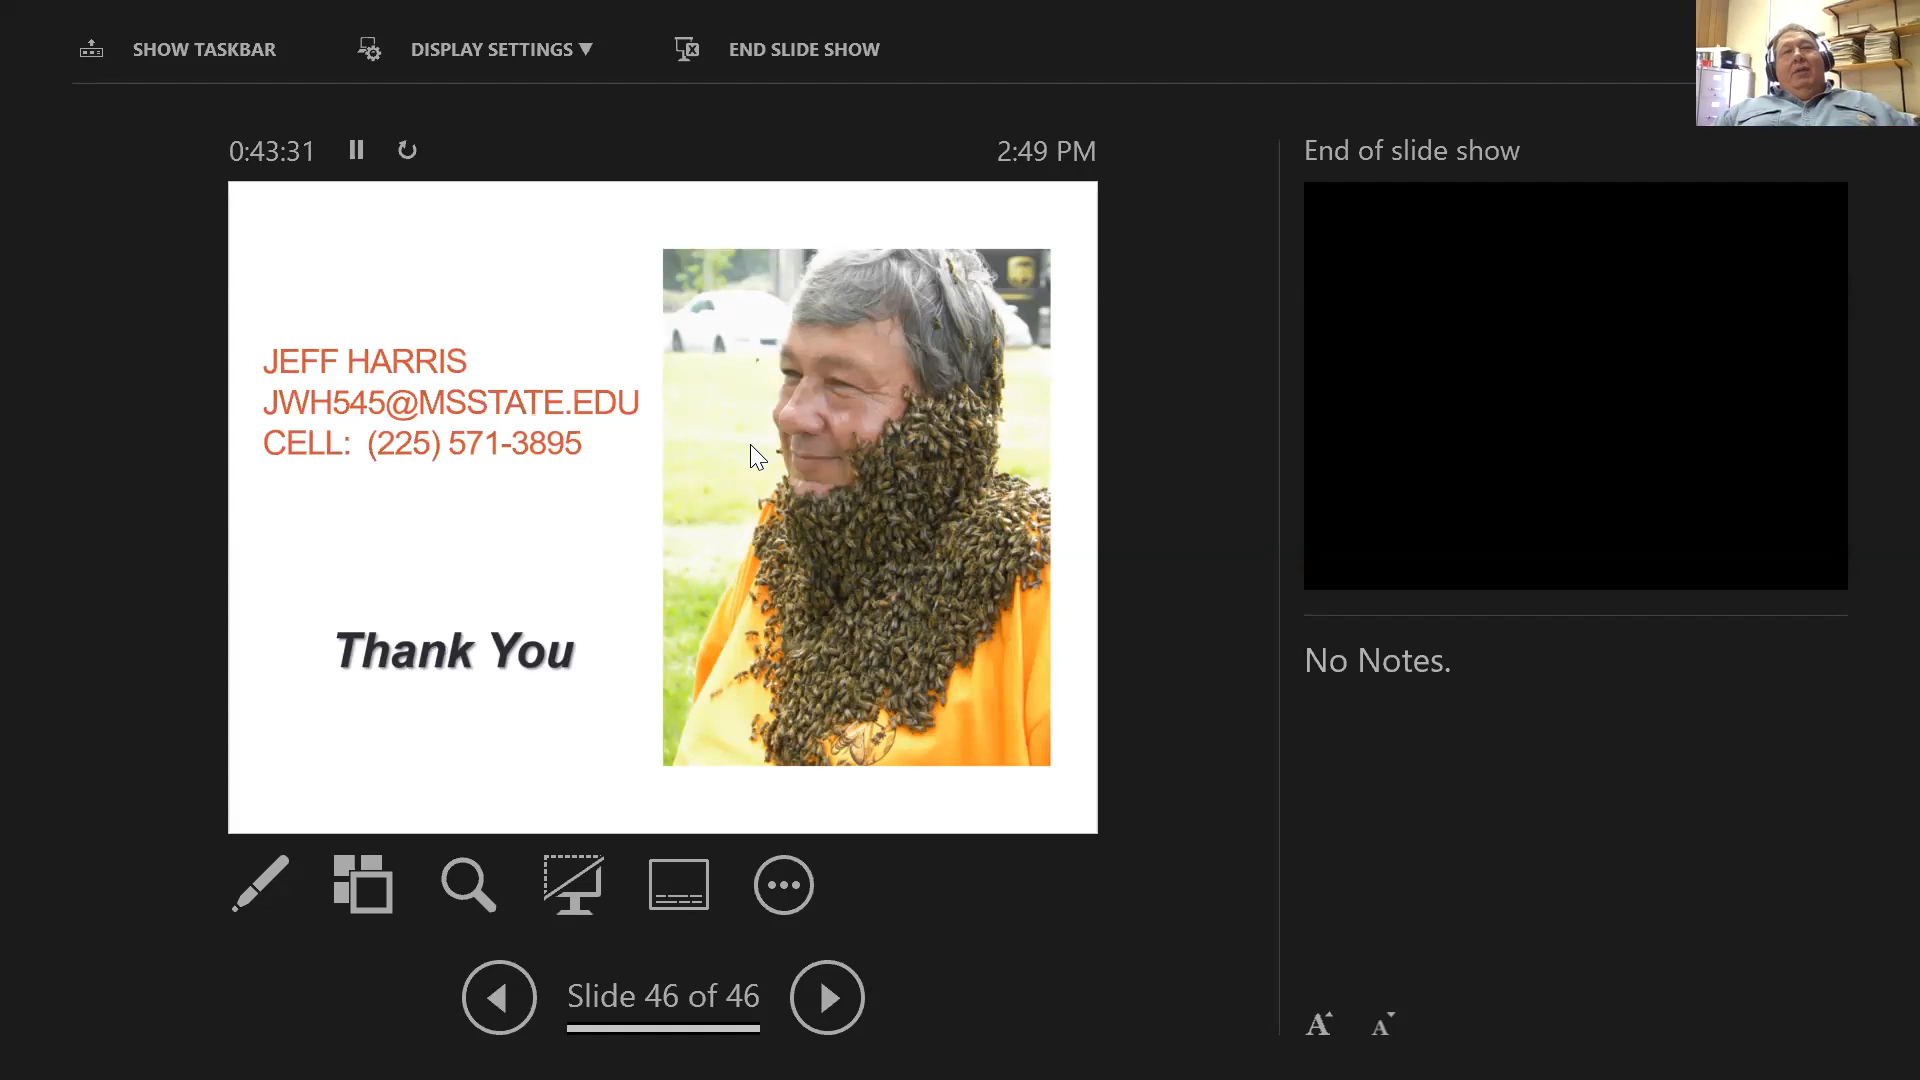 SHOW TASKBAR
DISPLAY SETTINGS ▼
END SLIDE SHOW
0:43:31
2:49 PM
End of slide show
JEFF HARRIS
JWH545@MSSTATE.EDU
CELL: (225) 571-3895
Thank You
No Notes.
Slide 46 of 46
A A